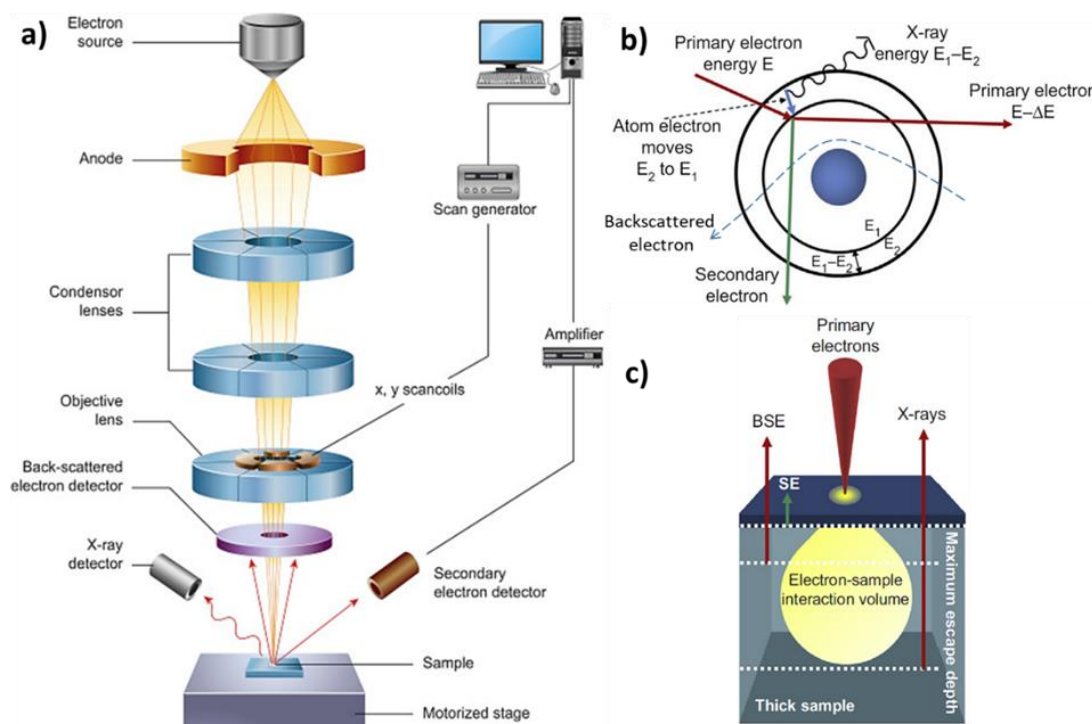 a)
Electron
source
Anode
Condensor
lenses
Objective
lens
Back-scattered
electron detector
X-ray
detector
Scan generator
Amplifier
x, y scancoils
Secondary
electron detector
Sample
Motorized stage
b)
X-ray
energy E₁–E₂
Primary electron
energy E
Primary electron
E–ΔE
Atom electron
moves
E₂ to E₁
Backscattered
electron
E₁
E₂
E₁–E₂
Secondary
electron
c)
Primary
electrons
BSE
X-rays
SE
Electron-sample
interaction volume
Maximum escape depth
Thick sample